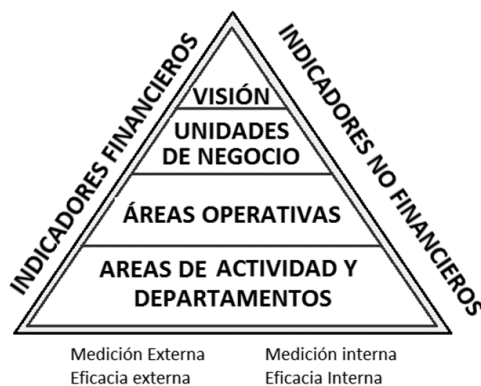 INDICADORES FINANCIEROS
INDICADORES NO FINANCIEROS
VISIÓN
UNIDADES
DE NEGOCIO
ÁREAS OPERATIVAS
AREAS DE ACTIVIDAD Y
DEPARTAMENTOS
Medición Externa
Eficacia externa
Medición interna
Eficacia Interna